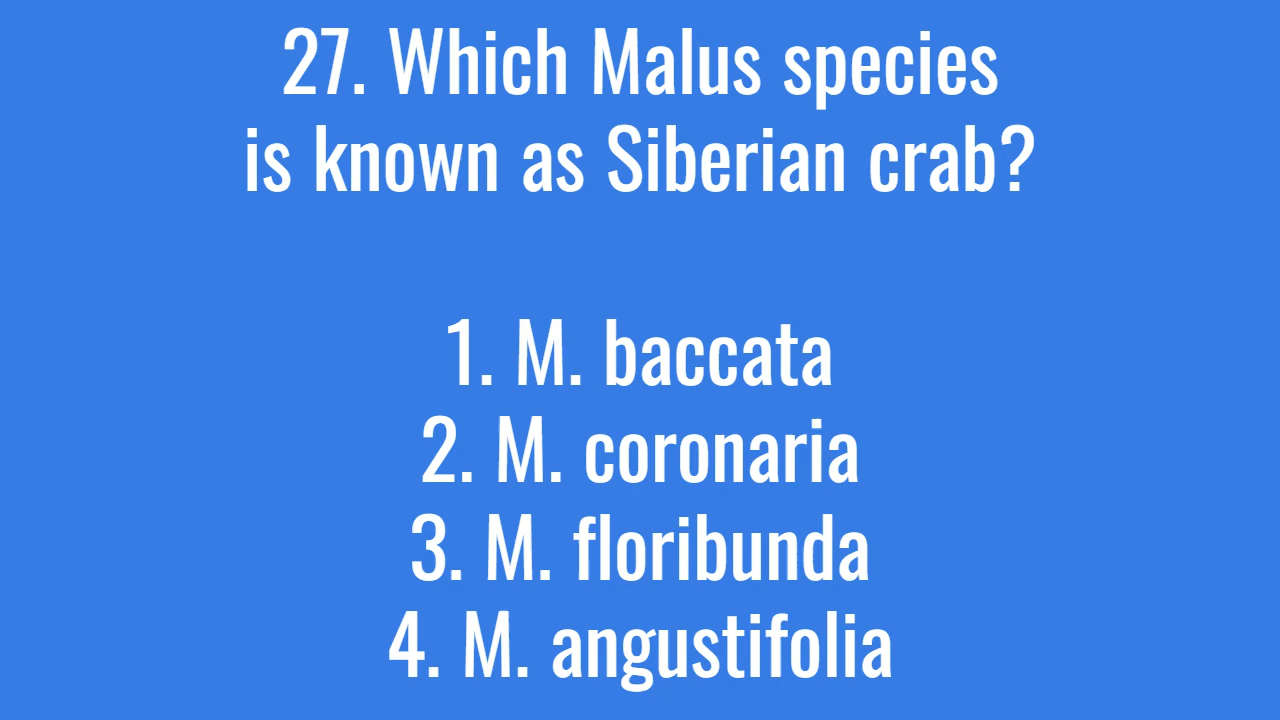 27. Which Malus species
is known as Siberian crab?
1. M. baccata
2. M. coronaria
3. M. floribunda
4. M. angustifolia